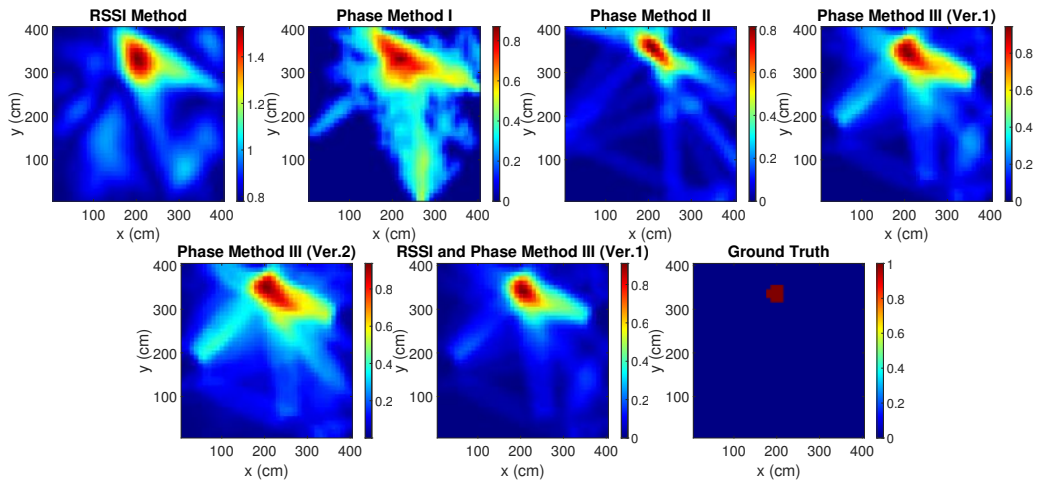 RSSI Method
400
300
200
100
y (cm)
100 200 300 400
x (cm)
1.4
1.2
1
0.8
Phase Method I
400
300
200
100
y (cm)
100 200 300 400
x (cm)
0.8
0.6
0.4
0.2
0
Phase Method II
400
300
200
100
y (cm)
100 200 300 400
x (cm)
0.8
0.6
0.4
0.2
0
Phase Method III (Ver.1)
400
300
200
100
y (cm)
100 200 300 400
x (cm)
0.8
0.6
0.4
0.2
0
Phase Method III (Ver.2)
400
300
200
100
y (cm)
100 200 300 400
x (cm)
0.8
0.6
0.4
0.2
RSSI and Phase Method III (Ver.1)
400
300
200
100
y (cm)
100 200 300 400
x (cm)
0.8
0.6
0.4
0.2
0
Ground Truth
400
300
200
100
y (cm)
100 200 300 400
x (cm)
1
0.8
0.6
0.4
0.2
0